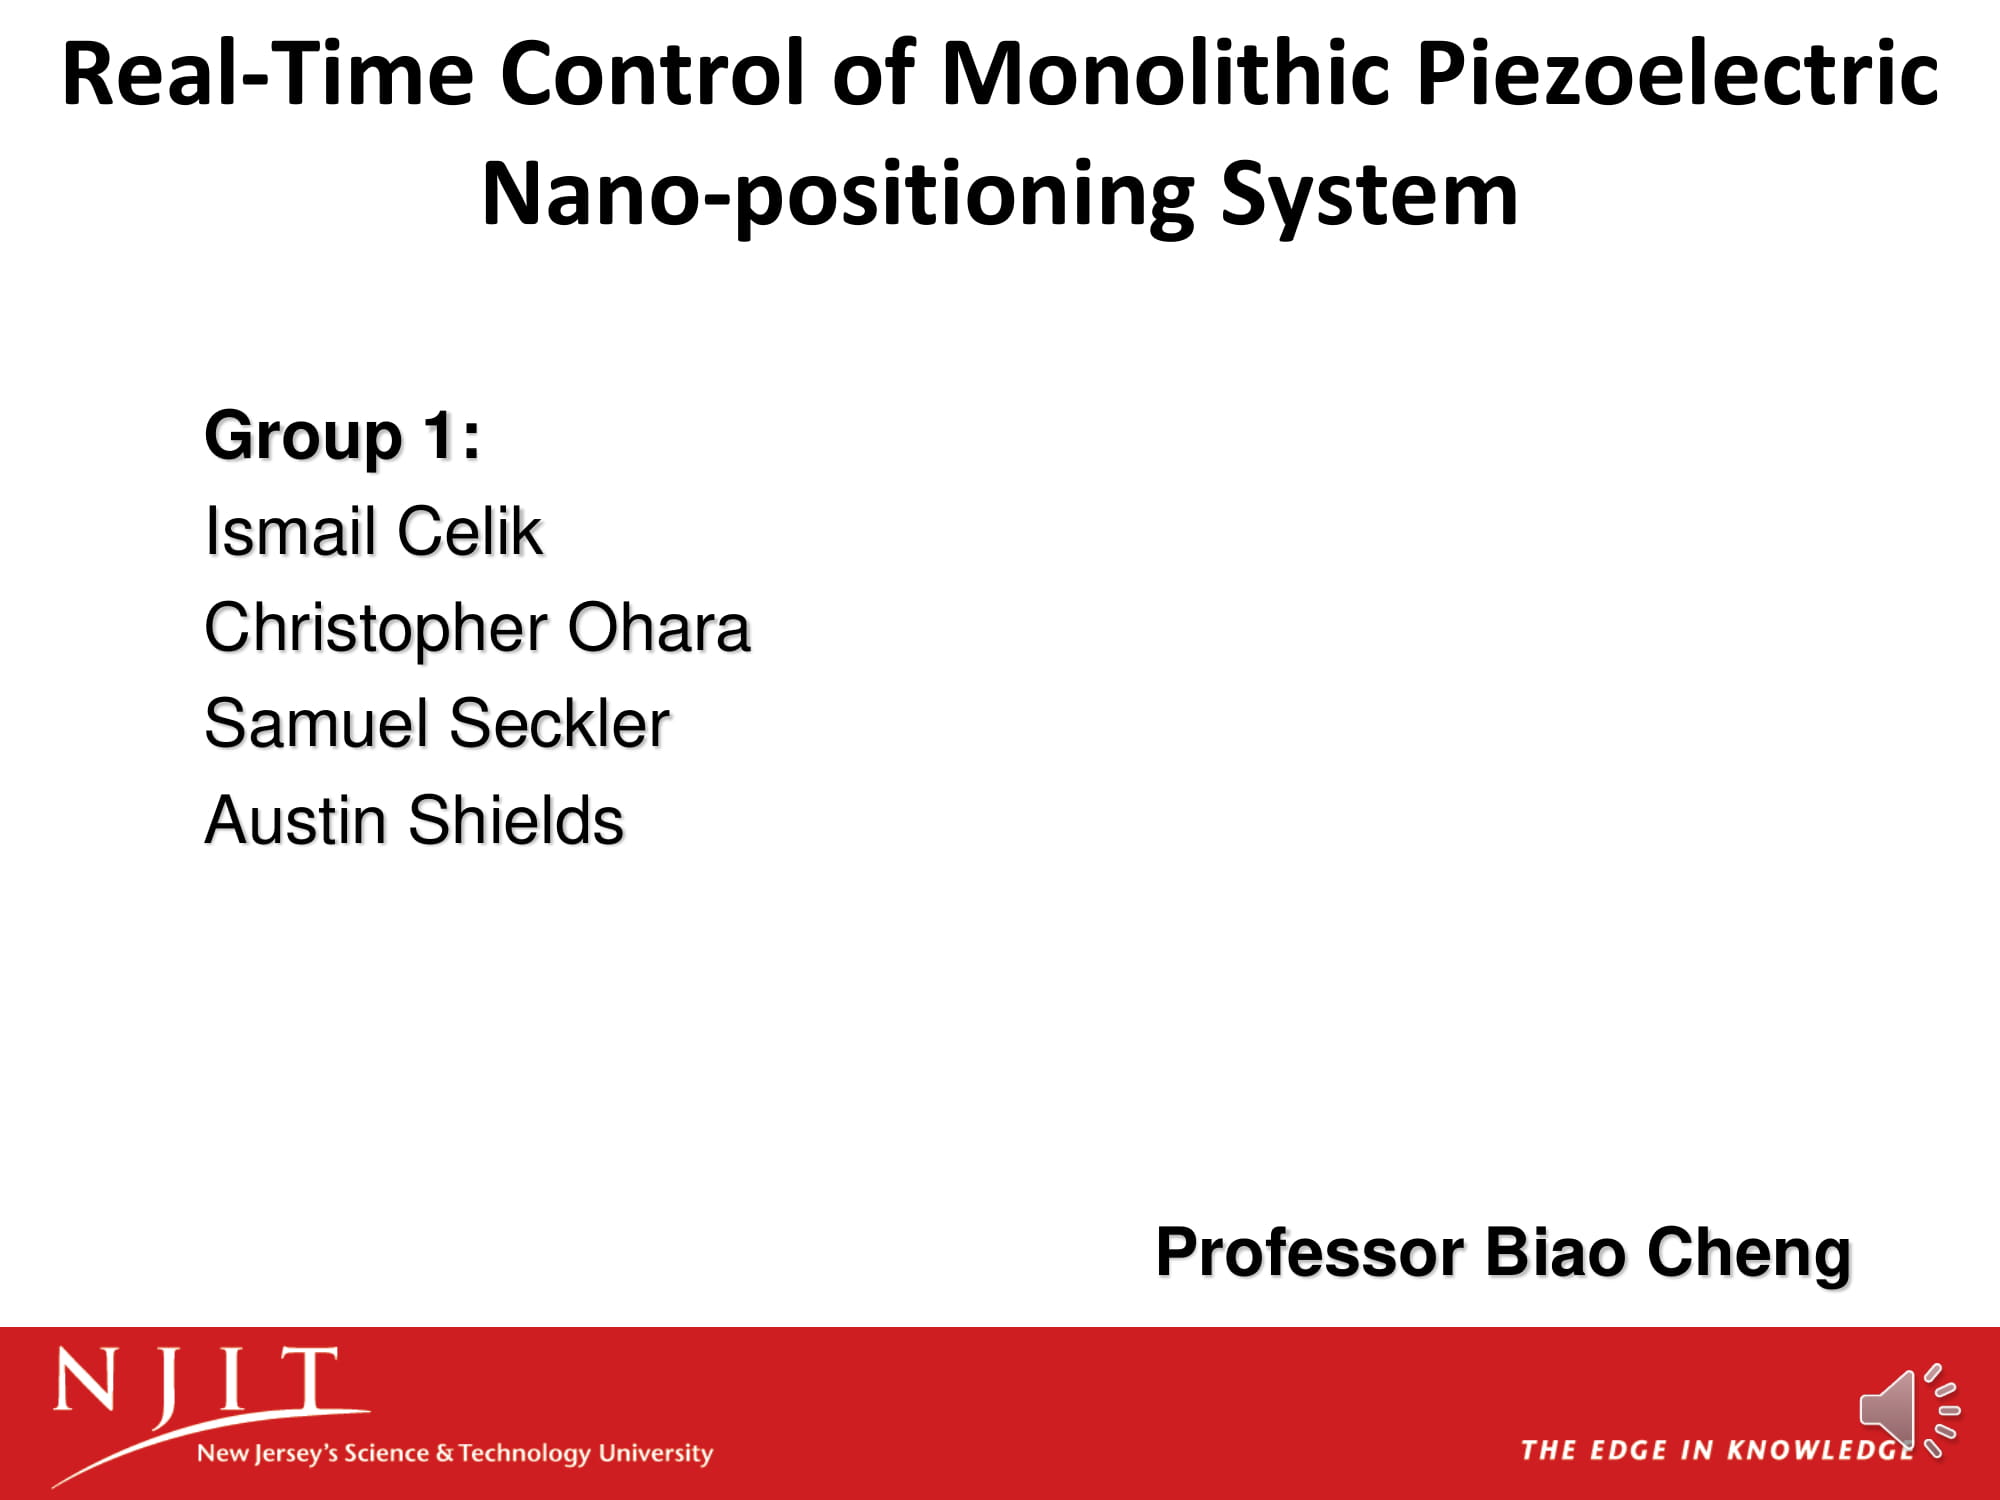 Real-Time Control of Monolithic Piezoelectric
Nano-positioning System
Group 1:
Ismail Celik
Christopher Ohara
Samuel Seckler
Austin Shields
Professor Biao Cheng
NJIT
New Jersey's Science & Technology University
THE EDGE IN KNOWLEDGE